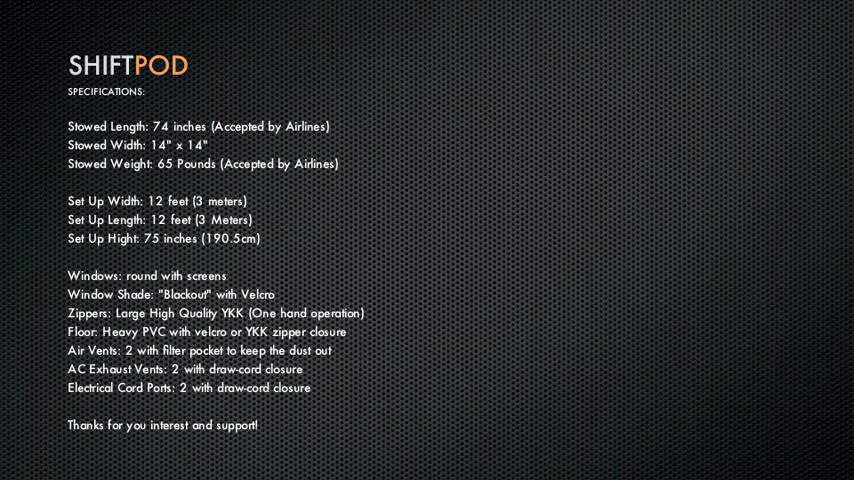 SHIFTPOD
SPECIFICATIONS:
Stowed Length: 74 inches (Accepted by Airlines)
Stowed Width: 14" x 14"
Stowed Weight: 65 Pounds (Accepted by Airlines)
Set Up Width: 12 feet (3 meters)
Set Up Length: 12 feet (3 Meters)
Set Up Hight: 75 inches (190.5cm)
Windows: round with screens
Window Shade: "Blackout" with Velcro
Zippers: Large High Quality YKK (One hand operation)
Floor: Heavy PVC with velcro or YKK zipper closure
Air Vents: 2 with filter pocket to keep the dust out
AC Exhaust Vents: 2 with draw-cord closure
Electrical Cord Ports: 2 with draw-cord closure
Thanks for you interest and support!